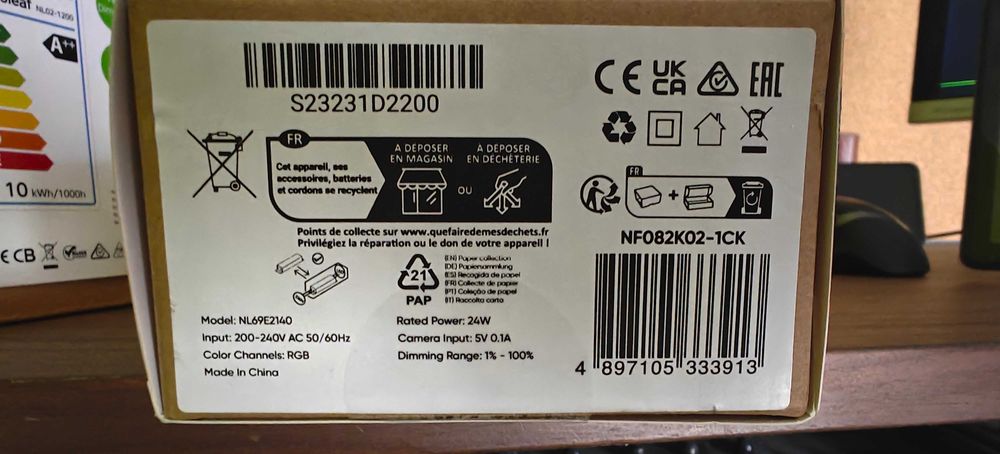 NL02-1200
A++
10 kWh/1000h
S23231D2200
CE UK CA EAC
FR
Cet appareil, ses
accessoires, batteries
et cordons se recyclent
À DÉPOSER
EN MAGASIN
OU
À DÉPOSER
EN DÉCHÈTERIE
Points de collecte sur www.quefairedemesdechets.fr
Privilégiez la réparation ou le don de votre appareil !
FR
+
NF082K02-1CK
21
PAP
(EN) Paper collection
(DE) Papiersammlung
(ES) Recogida de papel
(FR) Collecte de papier
(PT) Coleção de papel
(IT) Raccolta carta
Model: NL69E2140
Input: 200-240V AC 50/60Hz
Color Channels: RGB
Made In China
Rated Power: 24W
Camera Input: 5V 0.1A
Dimming Range: 1% - 100%
4 897105 333913
CE CB